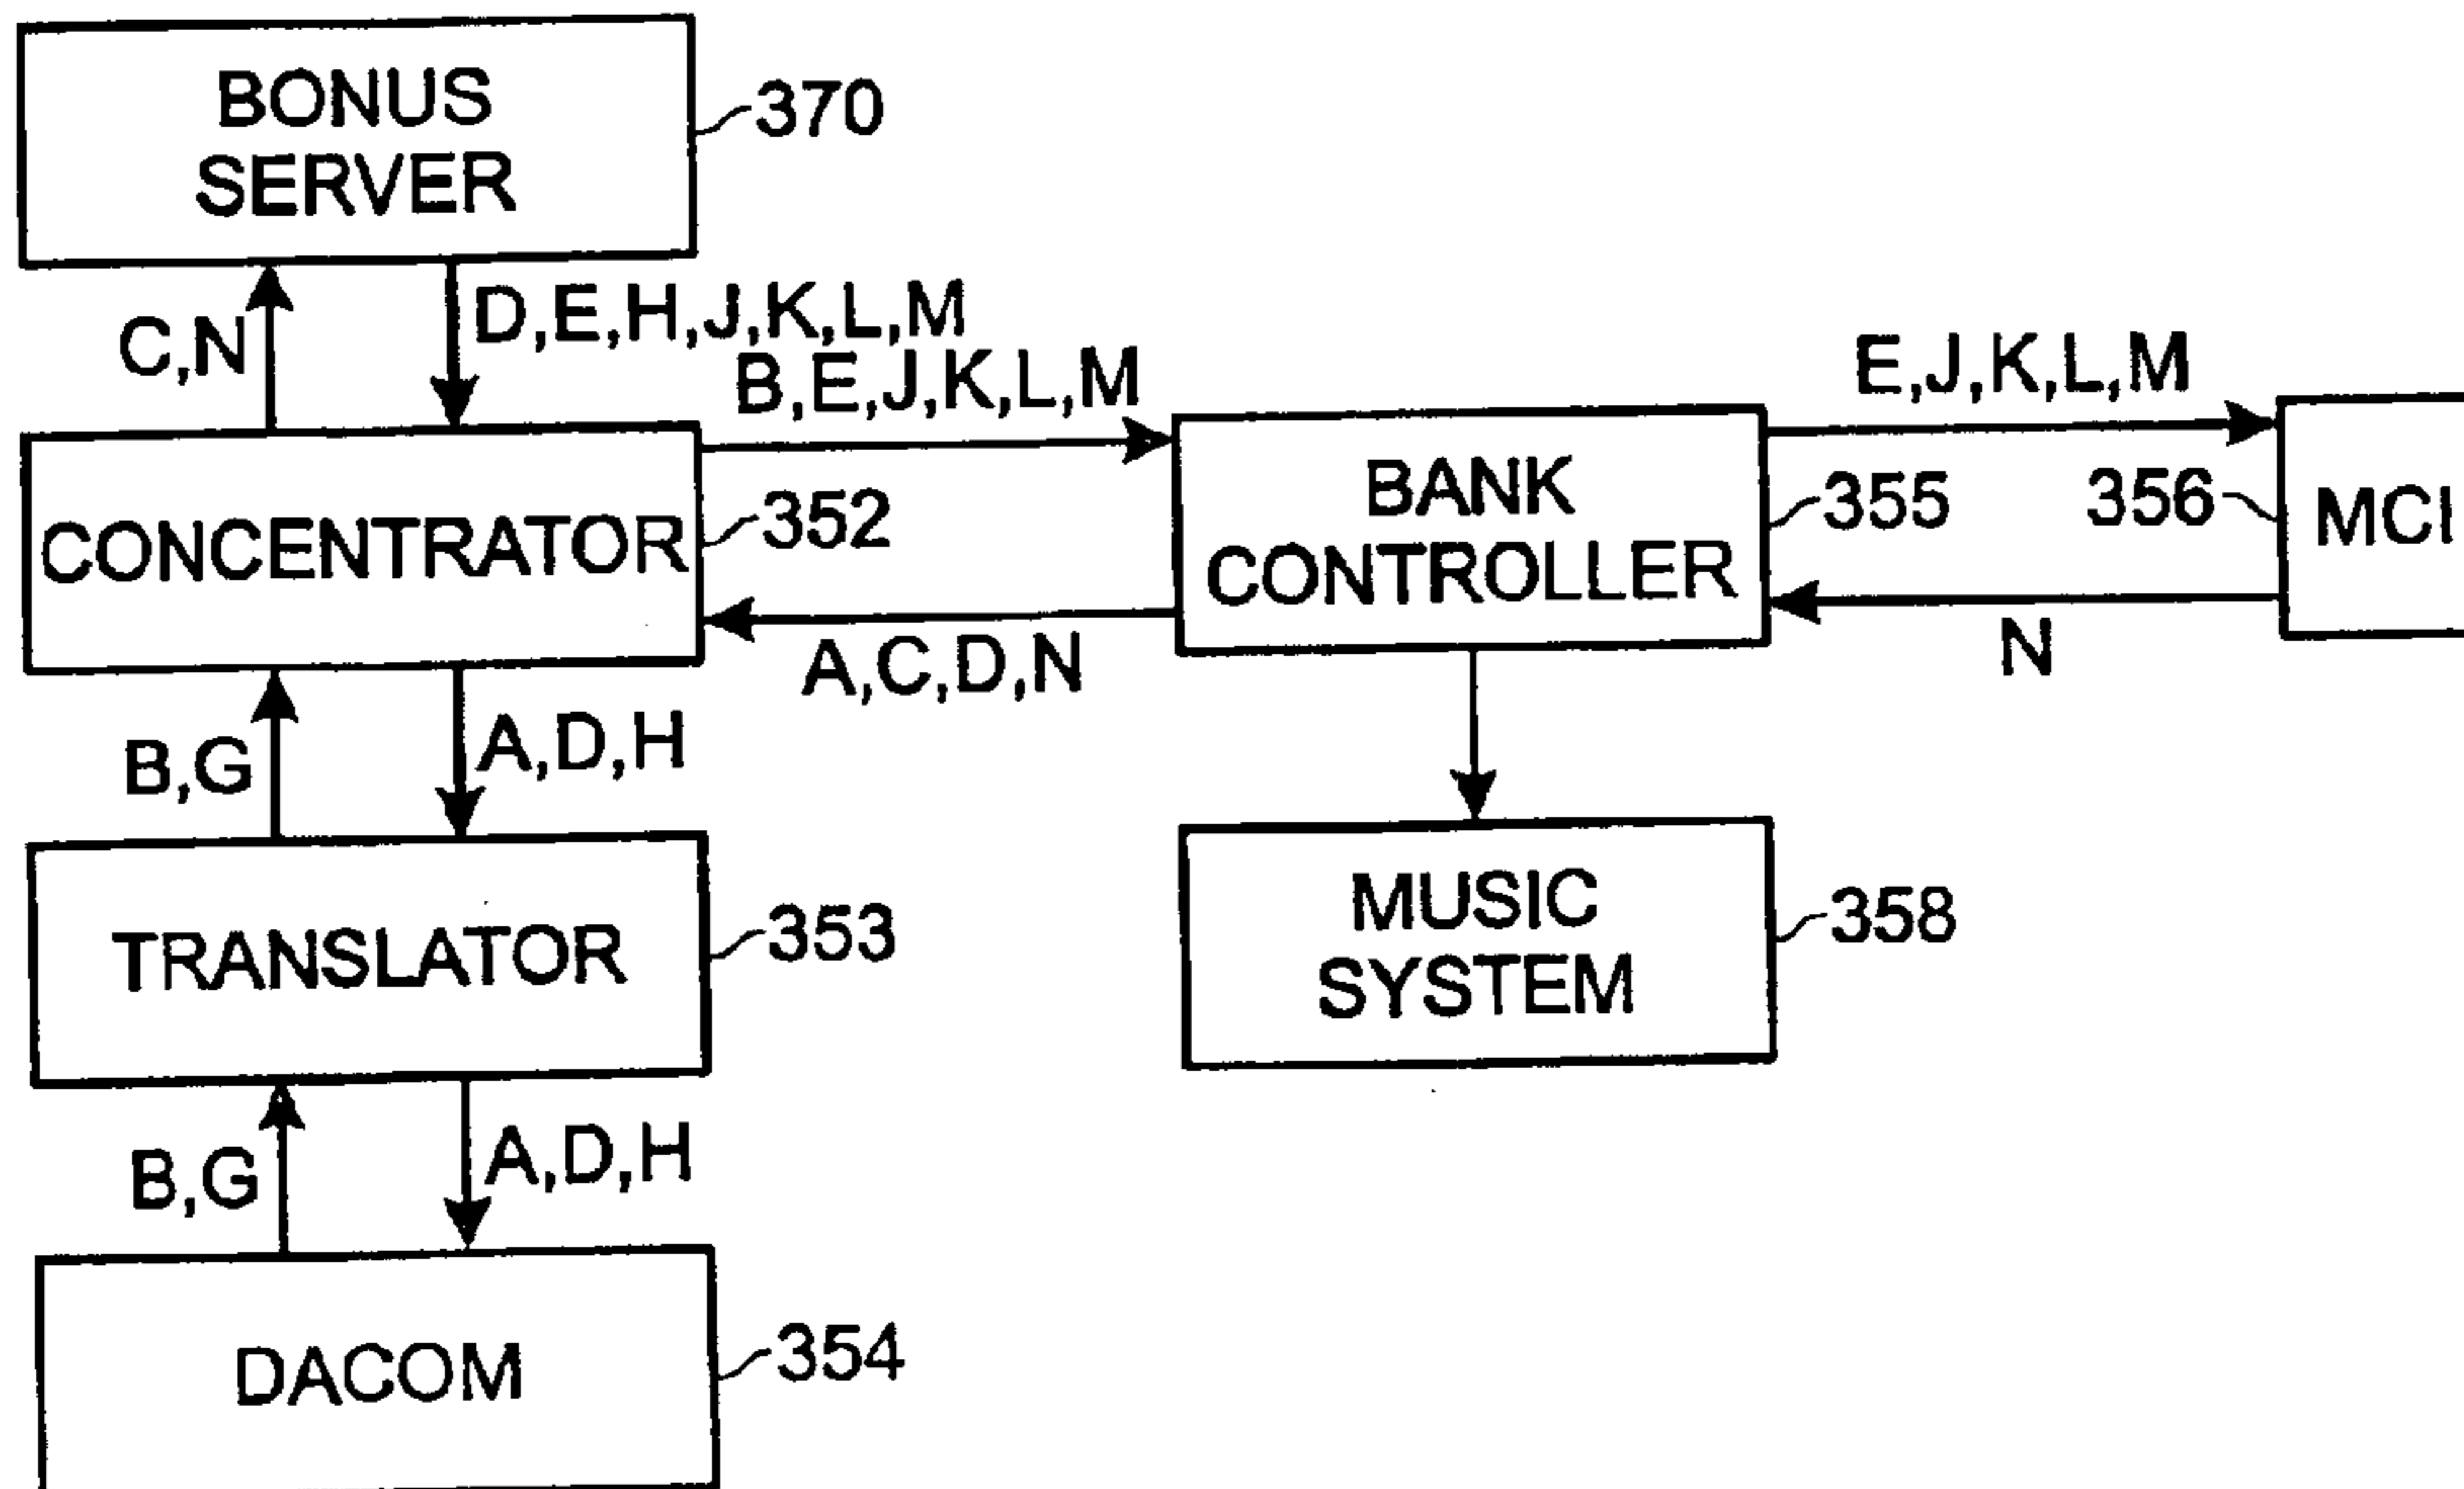 BONUS
SERVER
370
C,N
D,E,H,J,K,L,M
B,E,J,K,L,M
E,J,K,L,M
CONCENTRATOR
352
BANK
CONTROLLER
355
356
MCI
A,C,D,N
N
B,G
A,D,H
TRANSLATOR
353
MUSIC
SYSTEM
358
B,G
A,D,H
DACOM
354